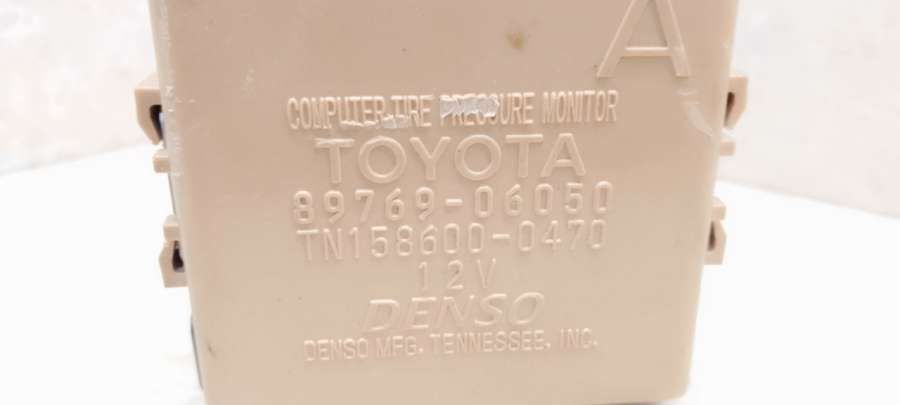 A
COMPUTER,TIRE PRESSURE MONITOR
TOYOTA
89769-06050
TN158600-0470
12V
DENSO
DENSO MFG. TENNESSEE, INC.